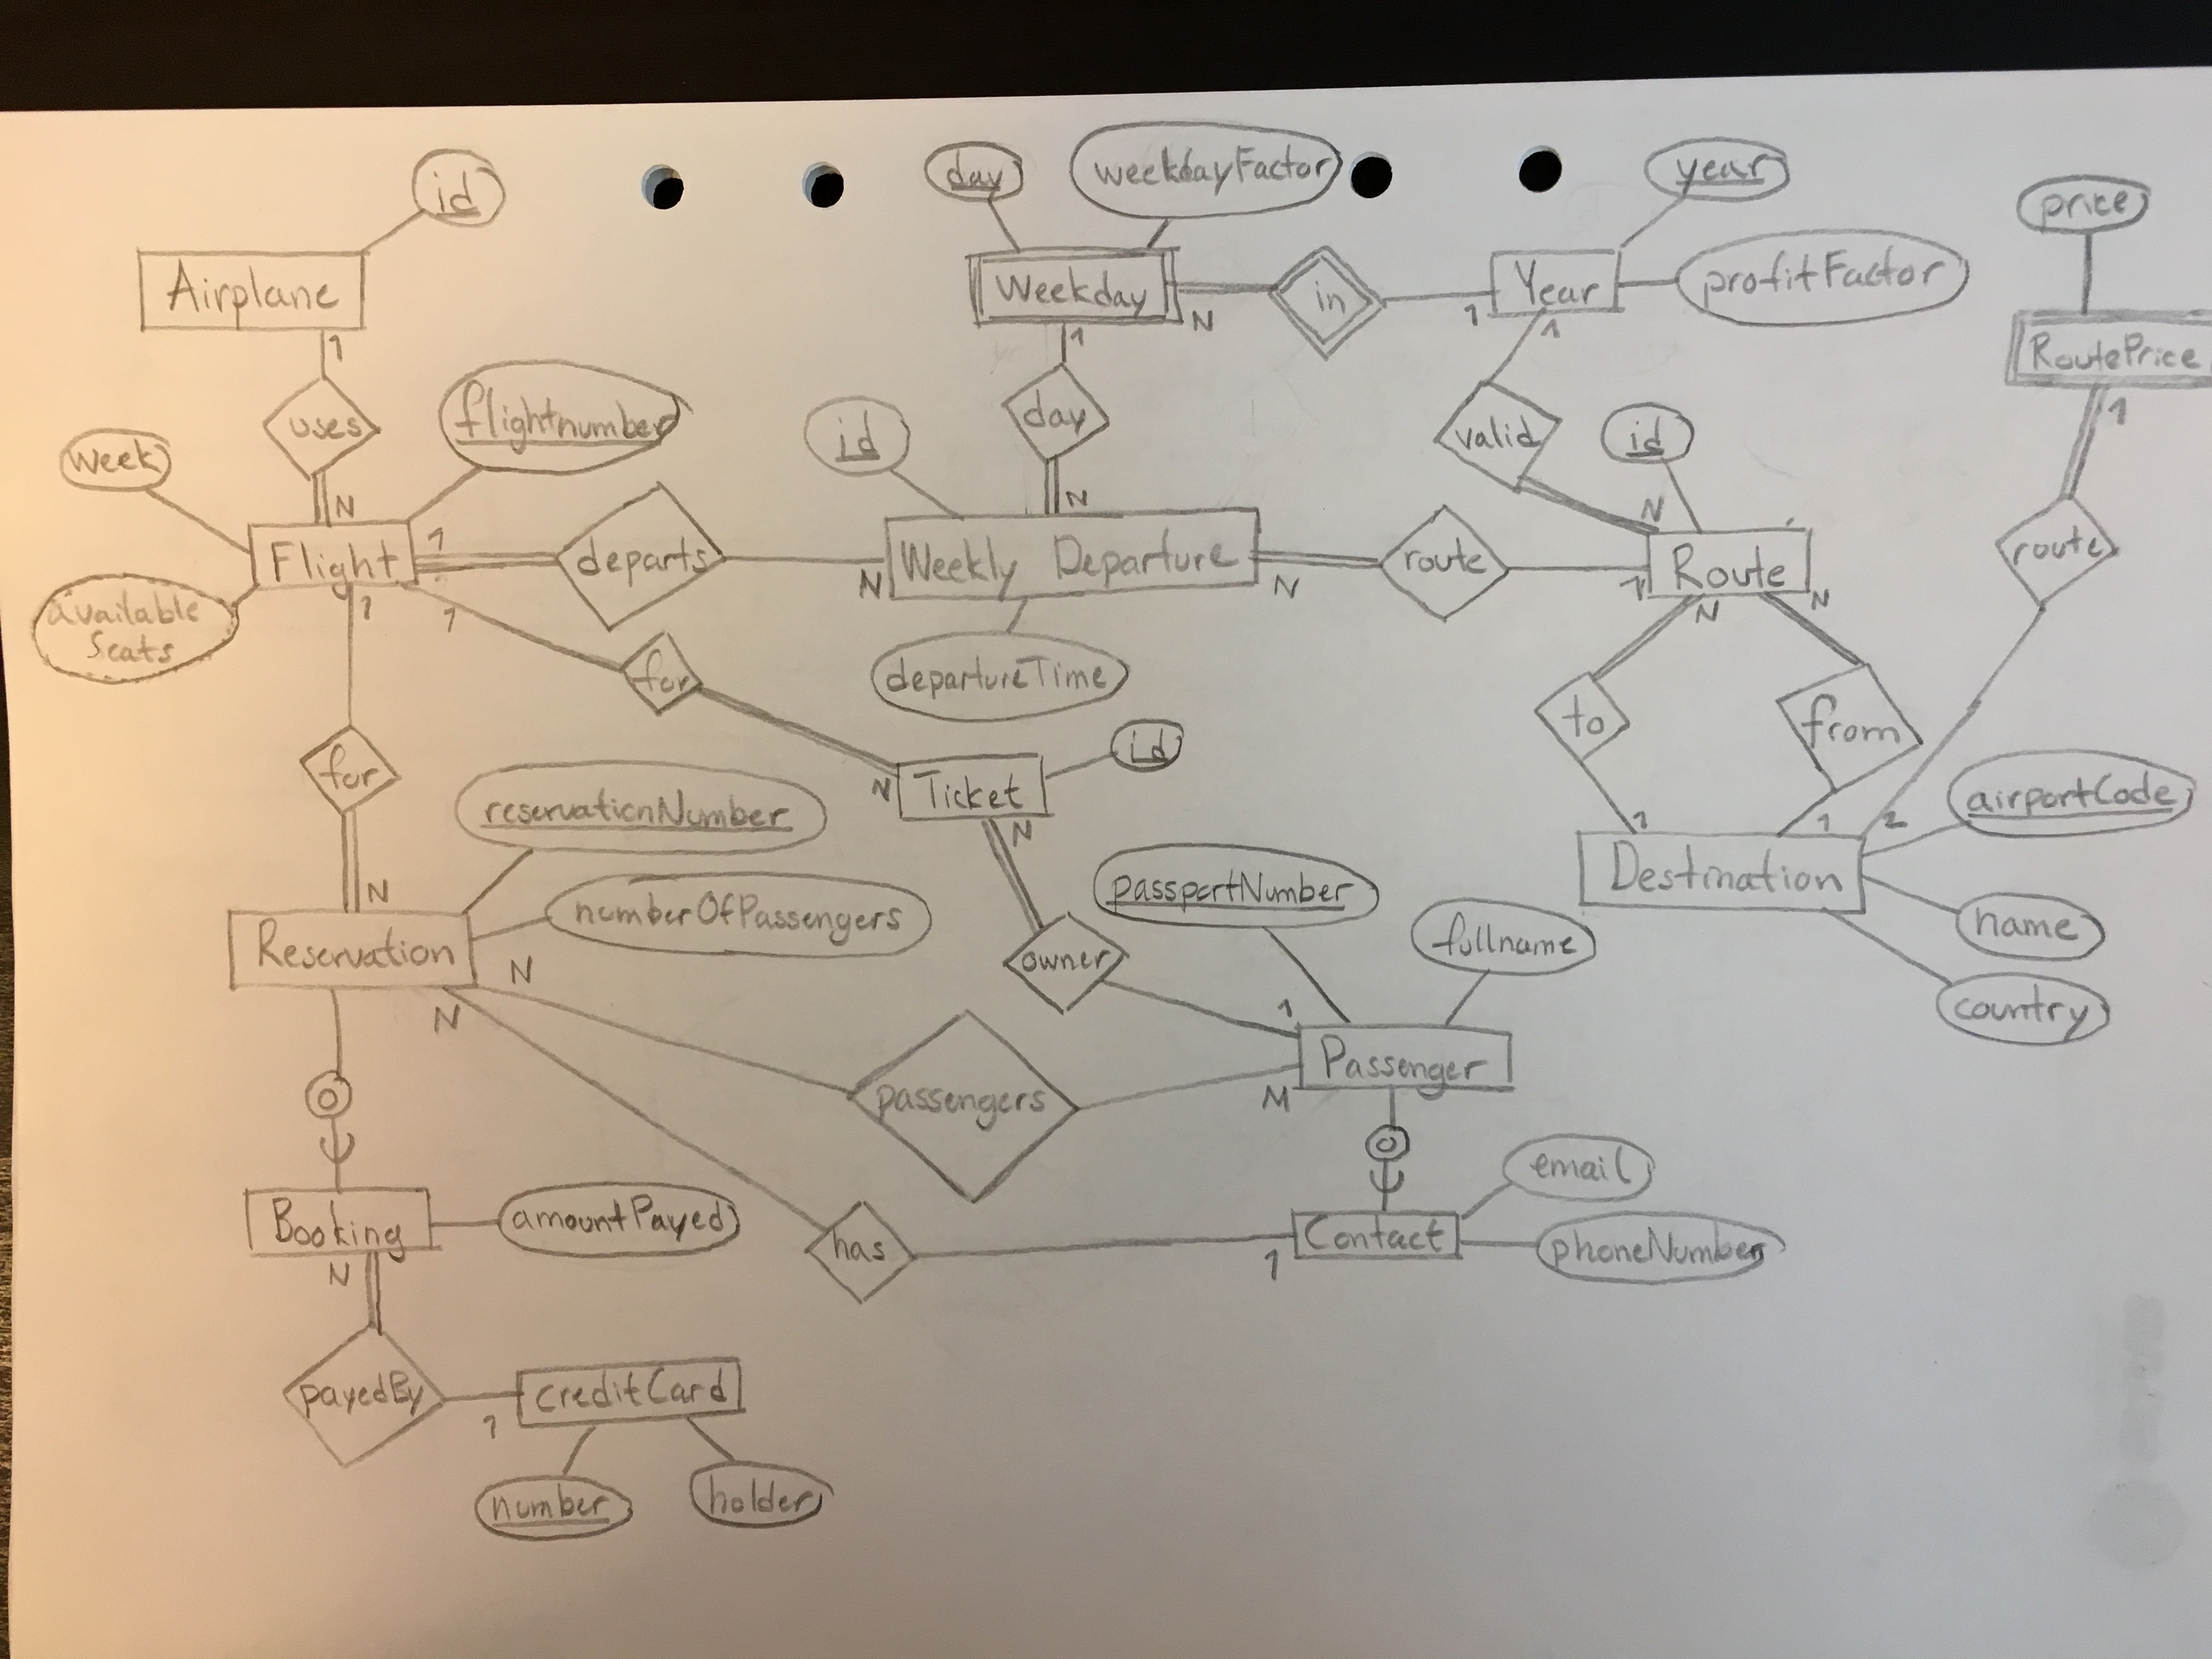 id
day
weekdayFactor
year
price
Airplane
Weekday
N
in
1
Year
profitFactor
RoutePrice
1
1
1
1
uses
flightnumber
id
day
valid
id
week
N
N
N
route
Flight
1
departs
N
Weekly Departure
N
route
1
Route
N
N
available
Seats
1
1
for
departureTime
to
from
for
id
N
Ticket
N
reservationNumber
1
1
2
airportCode
Destination
N
numberOfPassengers
passportNumber
fullname
name
Reservation
N
owner
country
N
1
passengers
M
Passenger
O
O
email
Booking
amountPayed
has
1
Contact
phoneNumber
N
payedBy
1
creditCard
number
holder